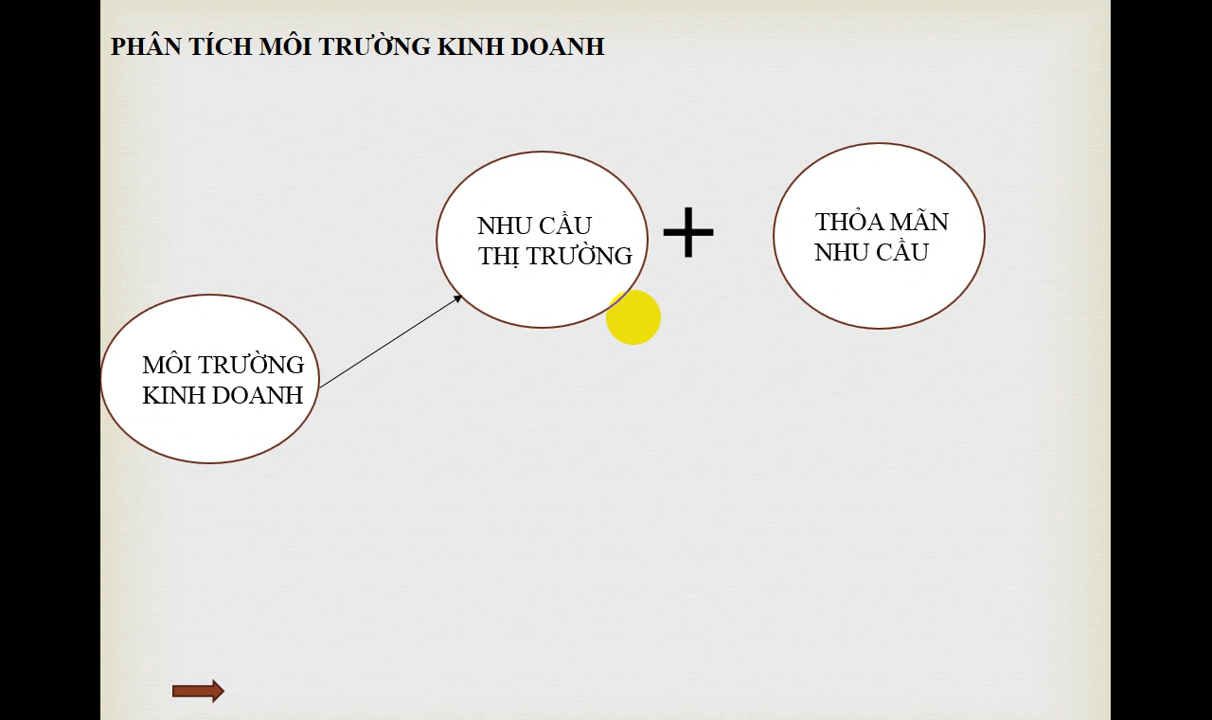 PHÂN TÍCH MÔI TRƯỜNG KINH DOANH
NHU CẦU
THỊ TRƯỜNG
+
THỎA MÃN
NHU CẦU
MÔI TRƯỜNG
KINH DOANH